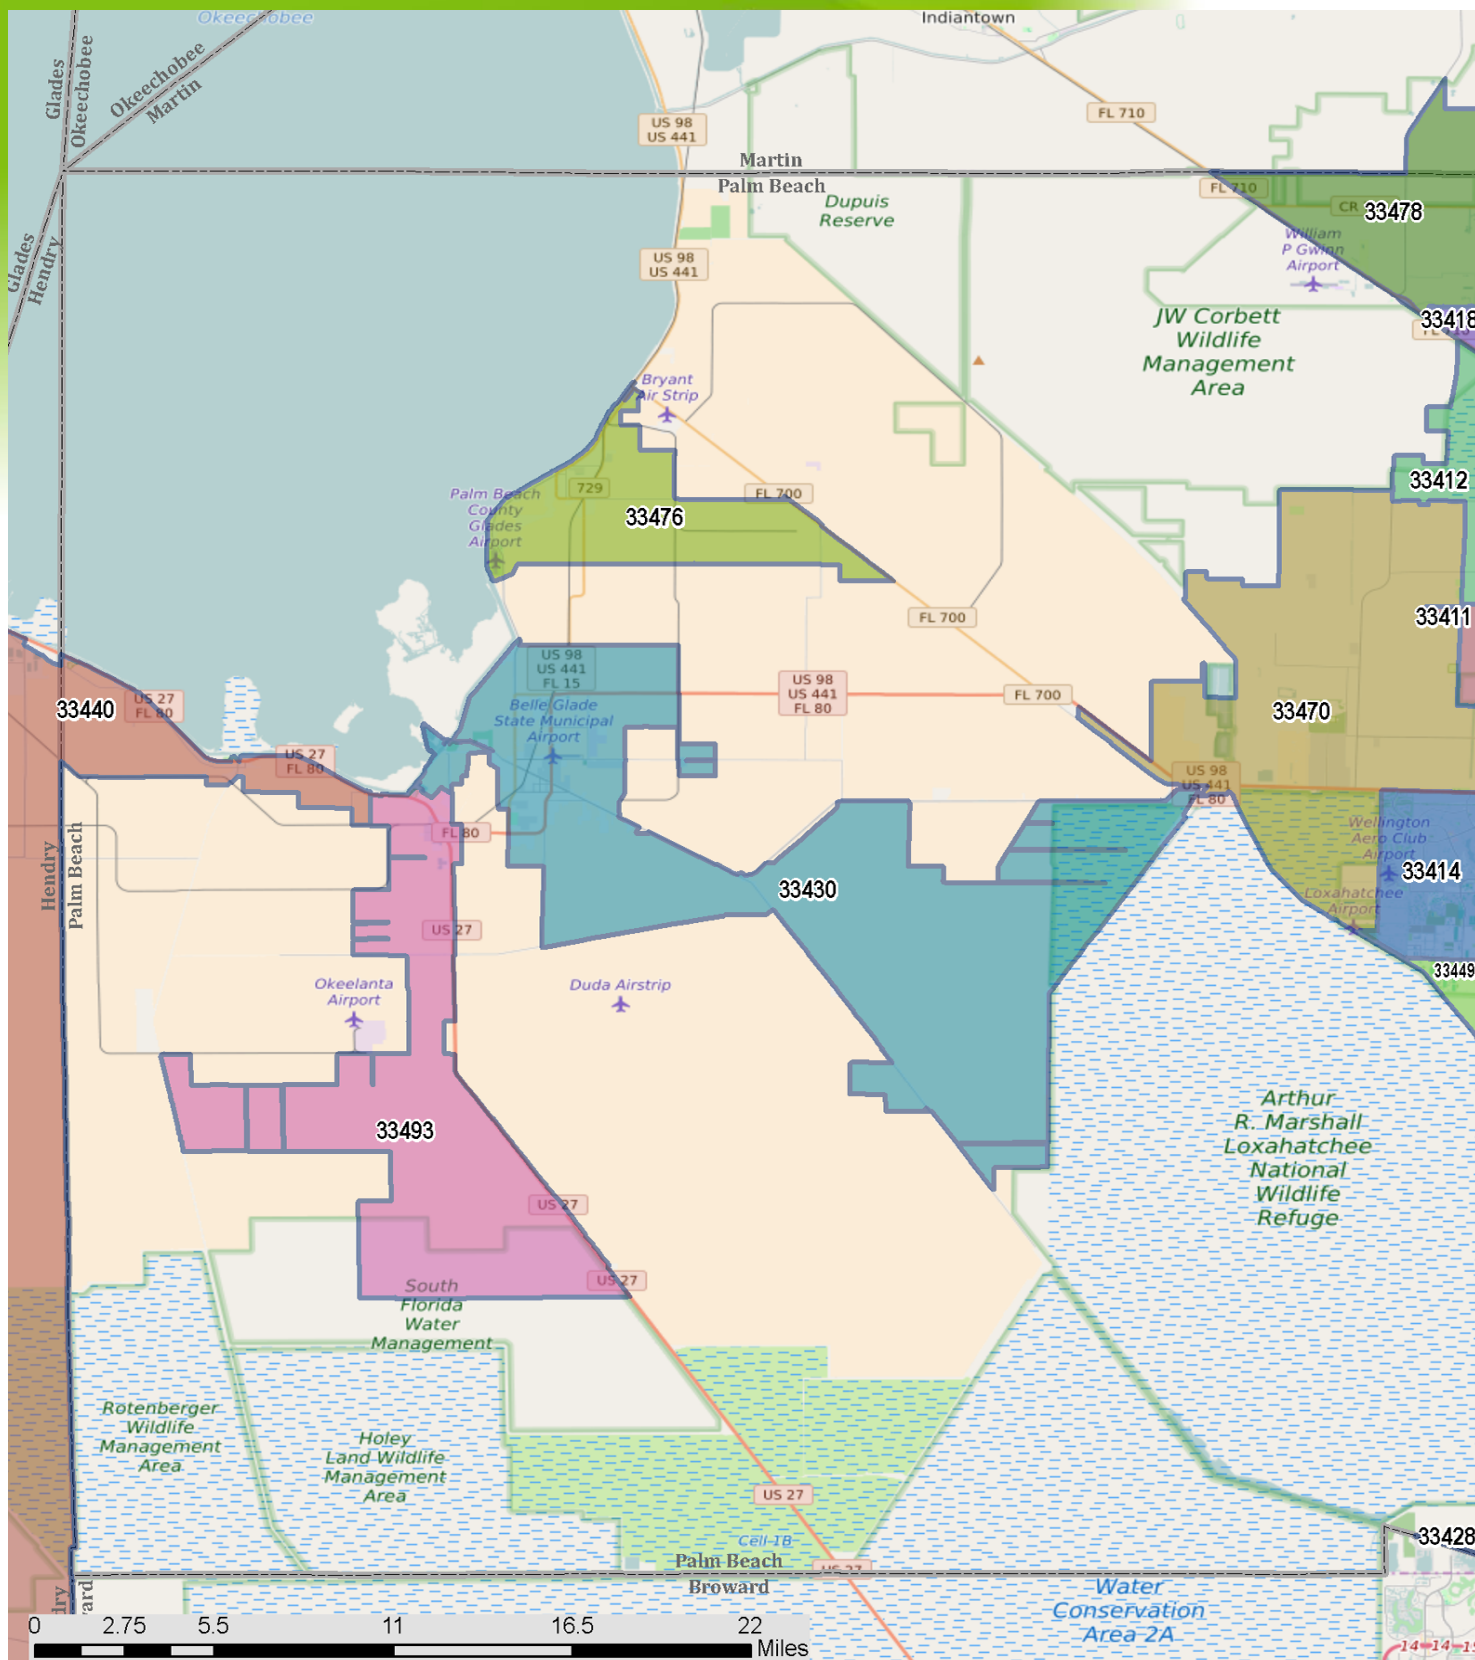 Okeechobee
Indiantown
Glades
Okeechobee
Okeechobee
Martin
US 98
US 441
FL 710
Martin
Palm Beach
FL 710
CR
33478
Dupuis
Reserve
William
P Gwinn
Airport
Glades
Hendry
US 98
US 441
JW Corbett
Wildlife
Management
Area
33418
Bryant
Air Strip
729
FL 700
33412
Palm Beach
County
Glades
Airport
33476
FL 700
33411
US 98
US 441
FL 15
US 98
US 441
FL 80
FL 700
33440
US 27
FL 80
Belle Glade
State Municipal
Airport
33470
US 27
FL 80
US 98
US 441
FL 80
FL 80
Wellington
Aero Club
Airport
33414
Hendry
Palm Beach
33430
Loxahatchee
Airport
US 27
33449
Okeelanta
Airport
Duda Airstrip
Arthur
R. Marshall
Loxahatchee
National
Wildlife
Refuge
33493
US 27
US 27
South
Florida
Water
Management
Rotenberger
Wildlife
Management
Area
Holey
Land Wildlife
Management
Area
US 27
Cell 1B
33428
Palm Beach
Broward
US 27
Water
Conservation
Area 2A
0 2.75 5.5 11 16.5 22
Miles
14 14